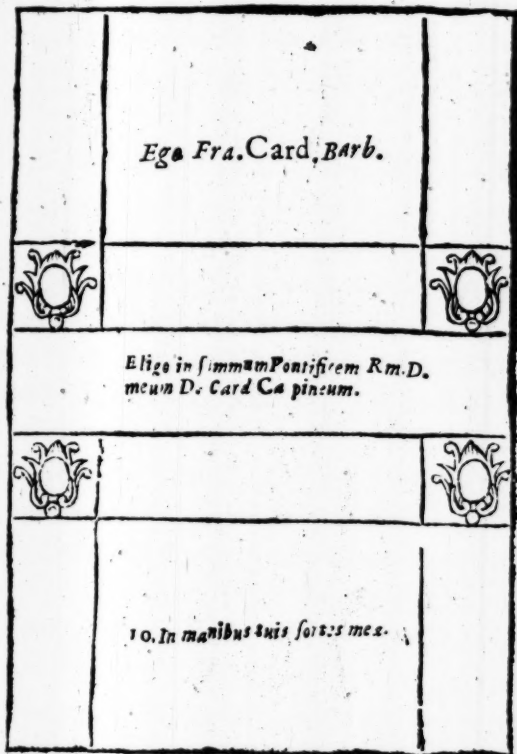 Ego Fra. Card. Barb.
Eligo in summum Pontificem Rm. D.
meum D. Card Ca pineum.
10. In manibus tuis sortes meæ.